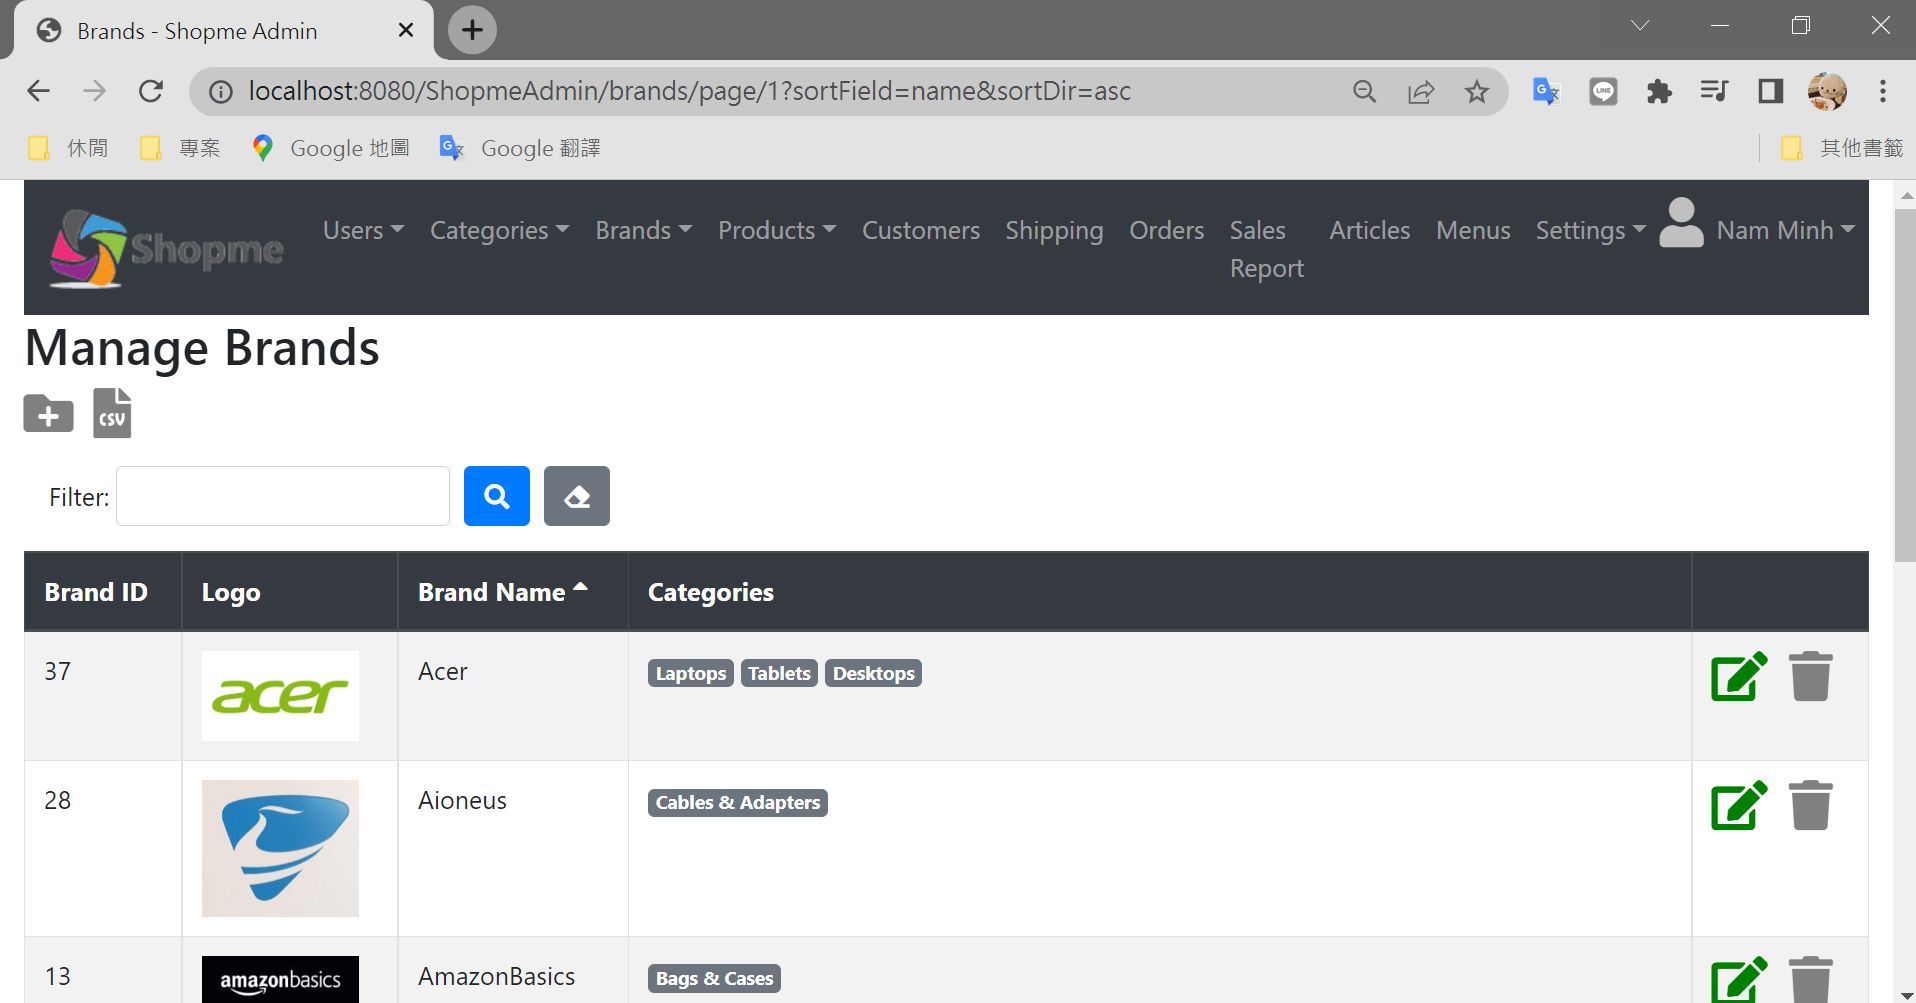 Brands - Shopme Admin
localhost:8080/ShopmeAdmin/brands/page/1?sortField=name&sortDir=asc
G
LINE
休閒
專案
Google 地圖
G
Google 翻譯
其他書籤
Shopme
Users
Categories
Brands
Products
Customers
Shipping
Orders
Sales
Report
Articles
Menus
Settings
Nam Minh
Manage Brands
CSV
Filter:
Brand ID
Logo
Brand Name
Categories
37
acer
Acer
Laptops Tablets Desktops
28
Aioneus
Cables & Adapters
13
amazonbasics
AmazonBasics
Bags & Cases